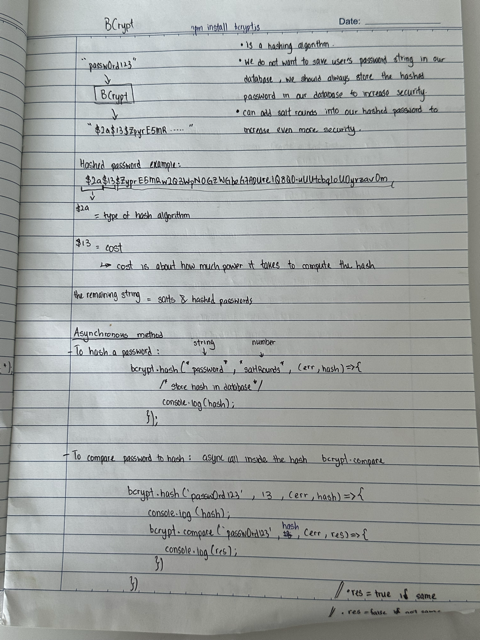 BCrypt
npm install bcryptjs
Date:
"passw0rd123"
BCrypt
"$2a$13$ZpyrE5mR ....."
• is a hashing algorithm
• we do not want to save user's password string in our
database, we should always store the hashed
password in our database to increase security
• can add salt rounds into our hashed password to
increase even more security.
Hashed password example:
$2a
= type of hash algorithm
$13 = cost
↳ cost is about how much power it takes to compute the hash
the remaining string = salts & hashed passwords
Asynchronous method
- To hash a password :
string
number
bcrypt.hash("password", "saltRounds", (err, hash) => {
/* store hash in database */
console.log(hash);
});
- To compare password to hash : async call inside the hash bcrypt.compare
bcrypt.hash('passw0rd123', 13, (err, hash) => {
console.log(hash);
bcrypt.compare('passw0rd123', hash, (err, res) => {
console.log(res);
})
})
// • res = true if same
// • res = false if not same